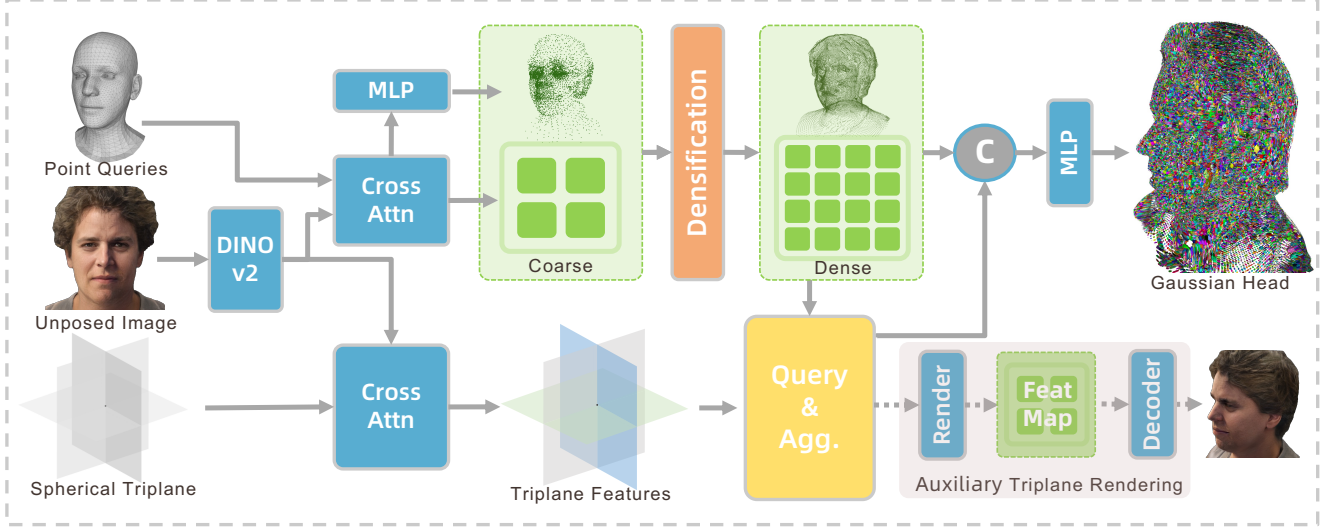 Point Queries
MLP
Cross
Attn
DINO
v2
Unposed Image
Coarse
Densification
Dense
C
MLP
Gaussian Head
Spherical Triplane
Cross
Attn
Triplane Features
Query
&
Agg.
Render
Feat
Map
Decoder
Auxiliary Triplane Rendering